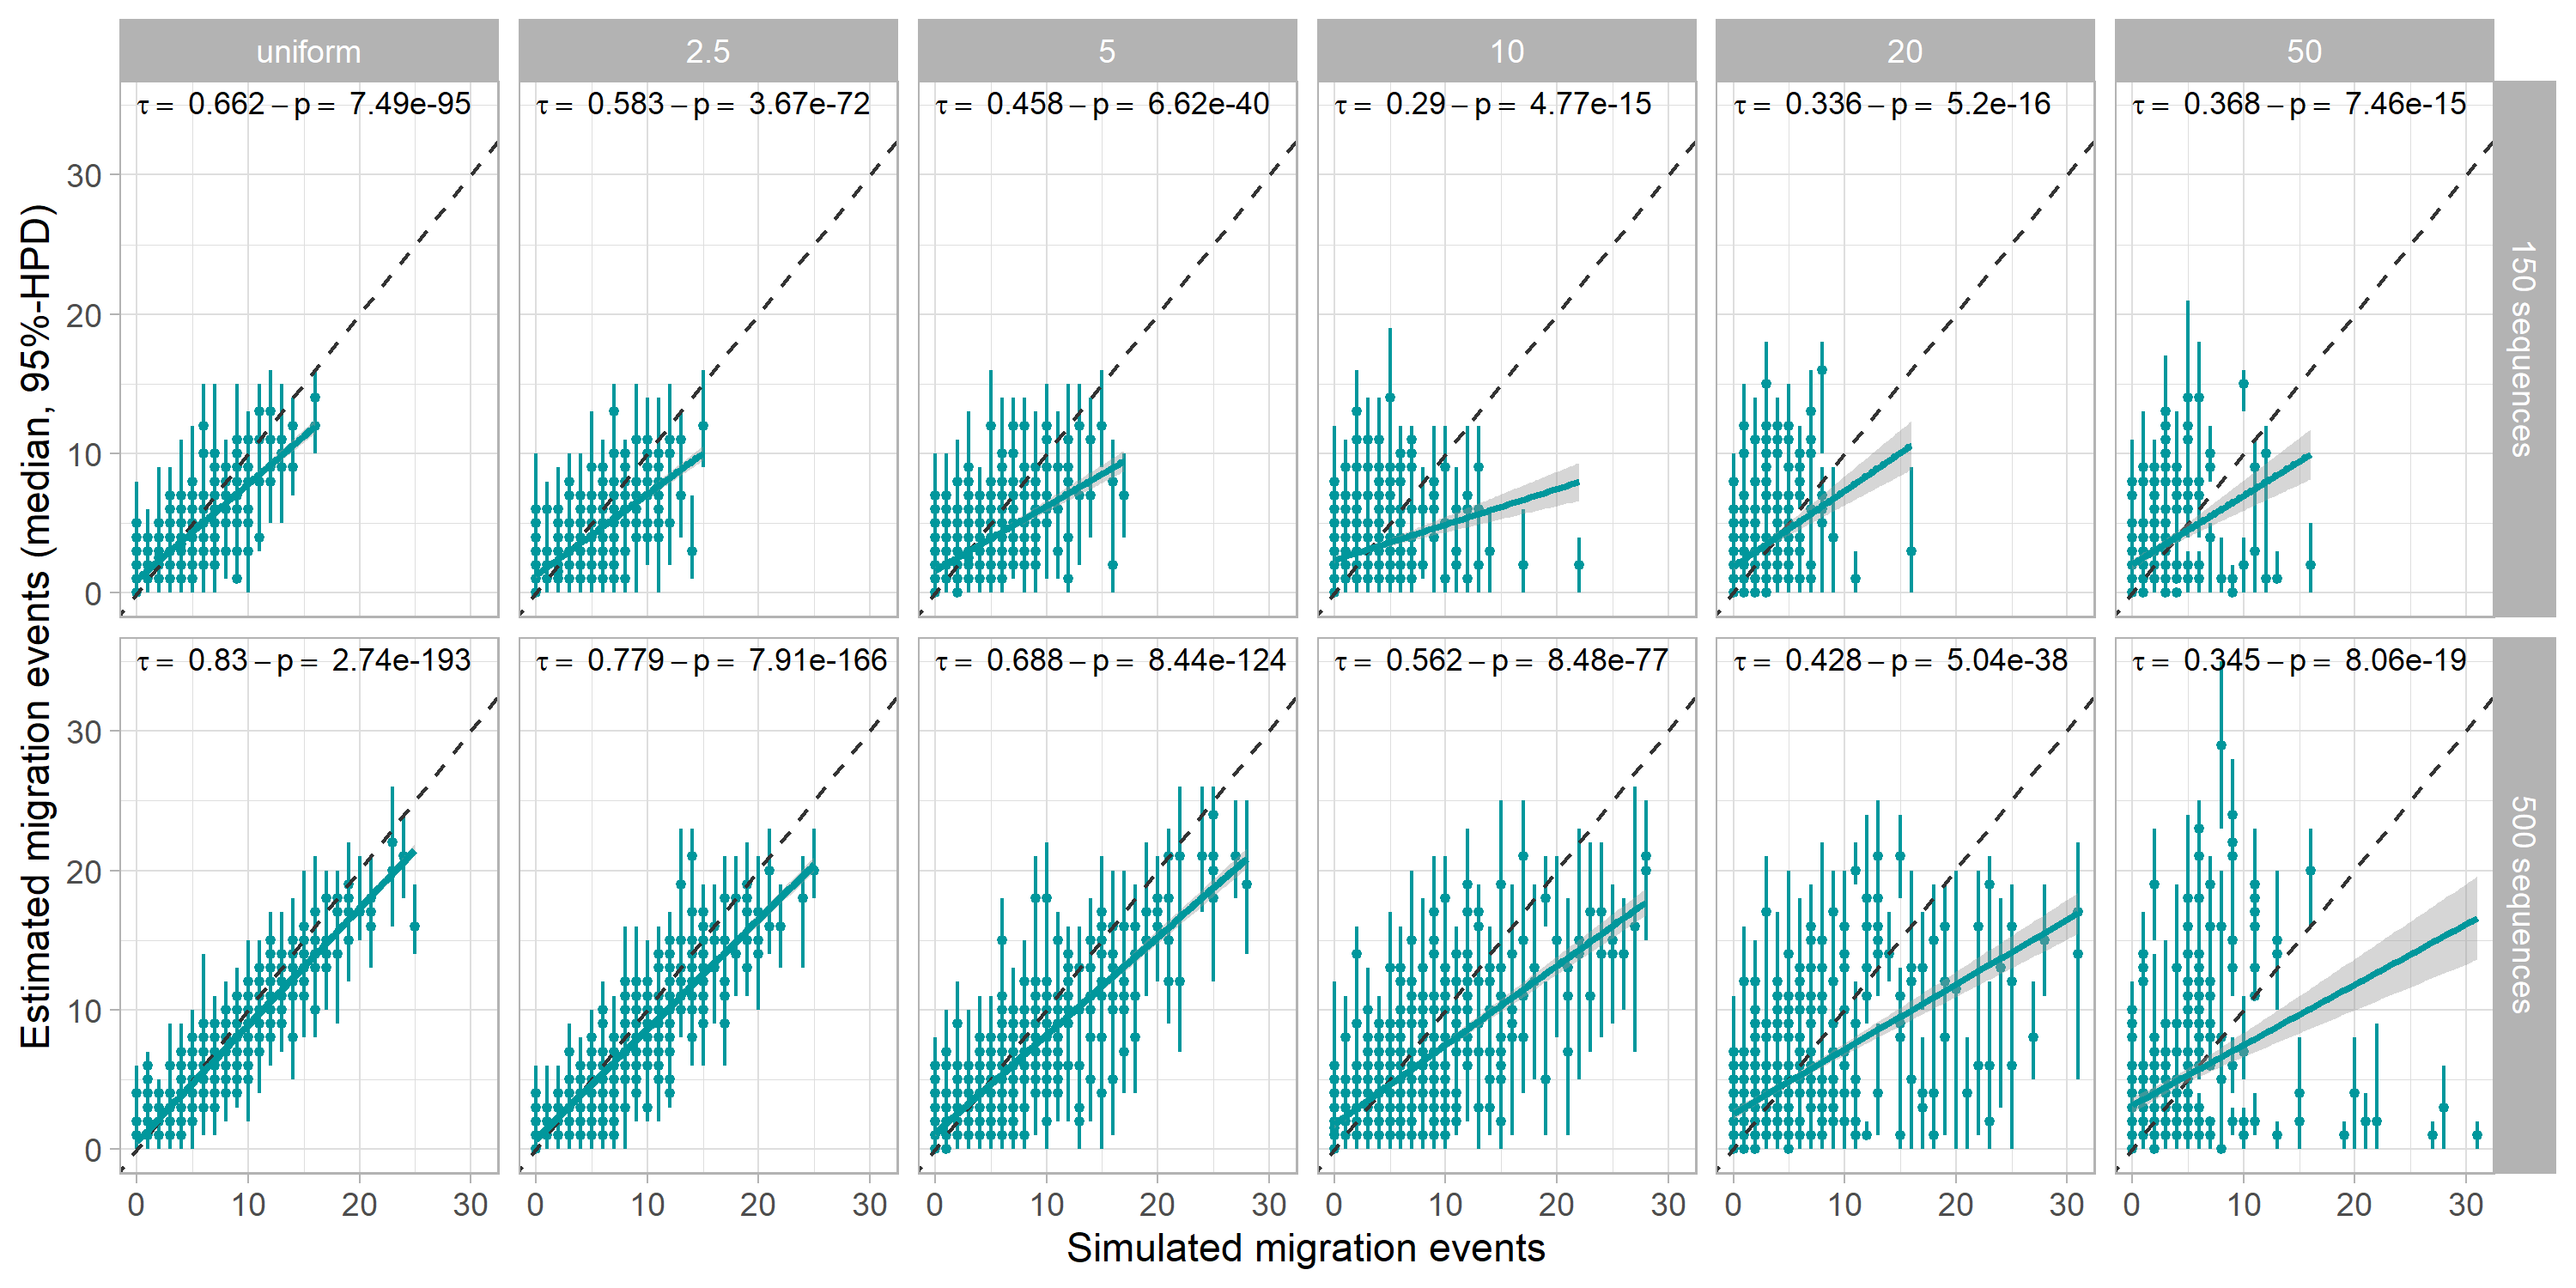 uniform 2.5 5 10 20 50
τ = 0.662 – p = 7.49e-95
τ = 0.583 – p = 3.67e-72
τ = 0.458 – p = 6.62e-40
τ = 0.29 – p = 4.77e-15
τ = 0.336 – p = 5.2e-16
τ = 0.368 – p = 7.46e-15
150 sequences
30
20
10
0
τ = 0.83 – p = 2.74e-193
τ = 0.779 – p = 7.91e-166
τ = 0.688 – p = 8.44e-124
τ = 0.562 – p = 8.48e-77
τ = 0.428 – p = 5.04e-38
τ = 0.345 – p = 8.06e-19
500 sequences
30
20
10
0
Estimated migration events (median, 95%-HPD)
0 10 20 30 0 10 20 30 0 10 20 30 0 10 20 30 0 10 20 30 0 10 20 30
Simulated migration events